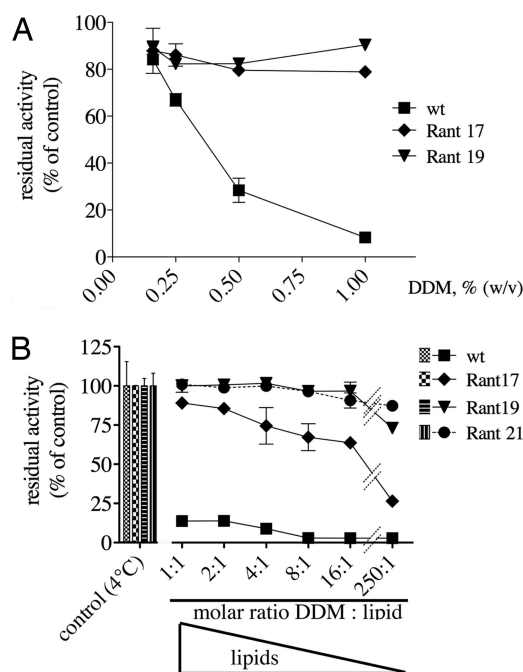 A
residual activity
(% of control)
100
80
60
40
20
0
0.00
0.25
0.50
0.75
1.00
DDM, % (w/v)
wt
Rant 17
Rant 19
B
residual activity
(% of control)
125
100
75
50
25
0
control (4°C)
1:1
2:1
4:1
8:1
16:1
250:1
molar ratio DDM : lipid
lipids
wt
Rant17
Rant19
Rant 21